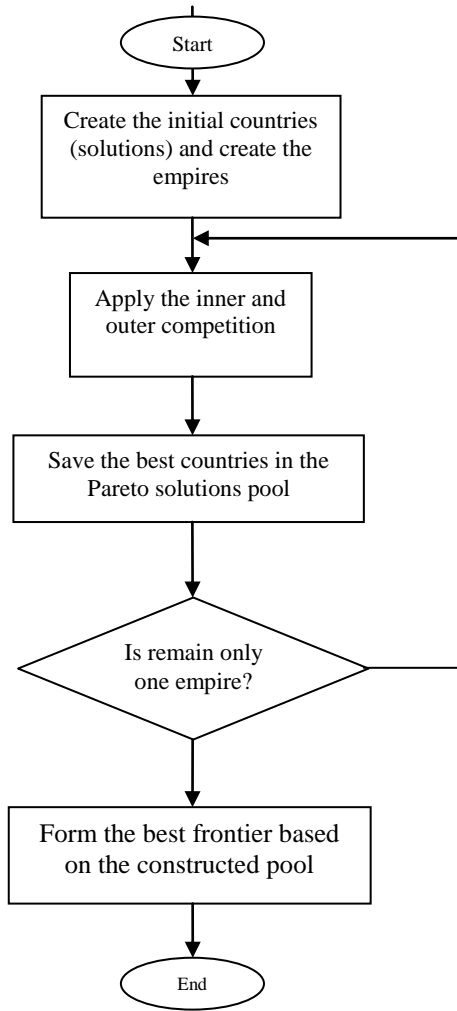 Start
Create the initial countries
(solutions) and create the
empires
Apply the inner and
outer competition
Save the best countries in the
Pareto solutions pool
Is remain only
one empire?
Form the best frontier based
on the constructed pool
End